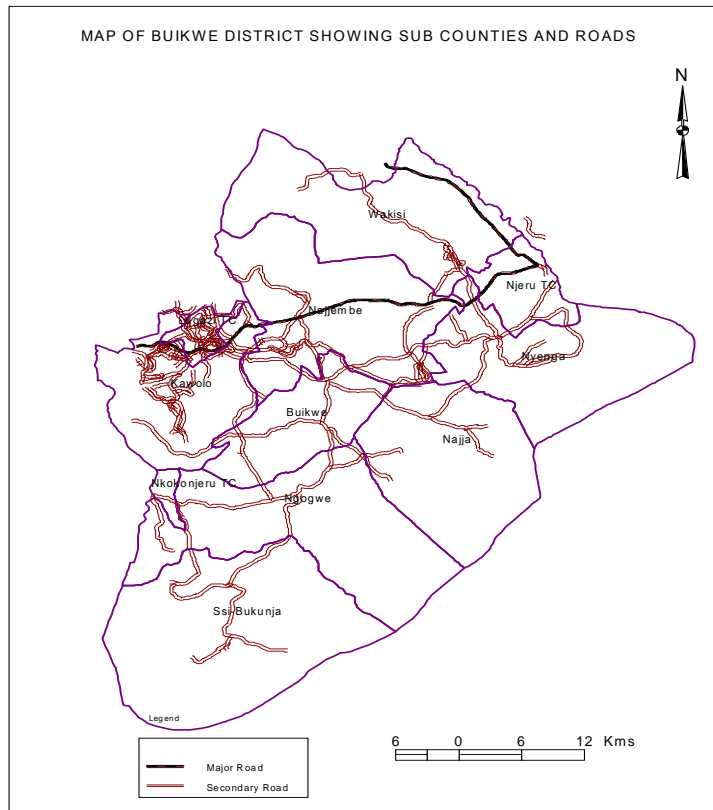 MAP OF BUIKWE DISTRICT SHOWING SUB COUNTIES AND ROADS
N
Wakisi
Njeru TC
Najjembe
Nyenga
Kawolo
Buikwe
Najja
Nkokonjeru TC
Ngogwe
Ssi-Bukunja
Legend
Major Road
Secondary Road
6 0 6 12 Kms